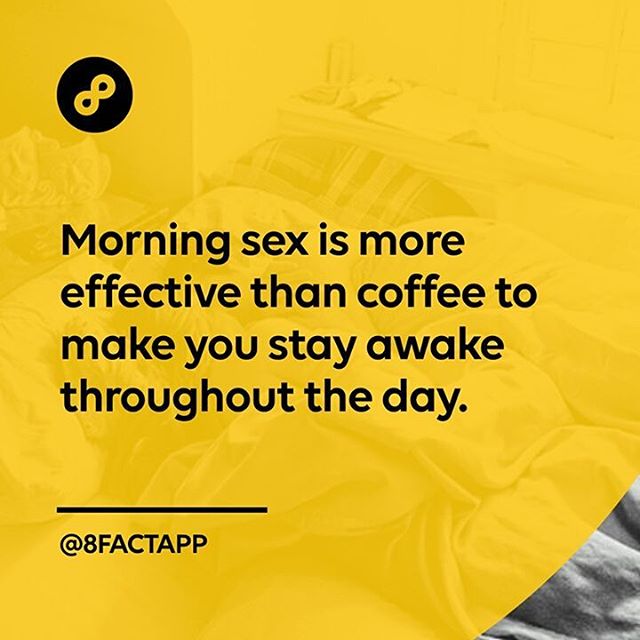 Morning sex is more
effective than coffee to
make you stay awake
throughout the day.
@8FACTAPP